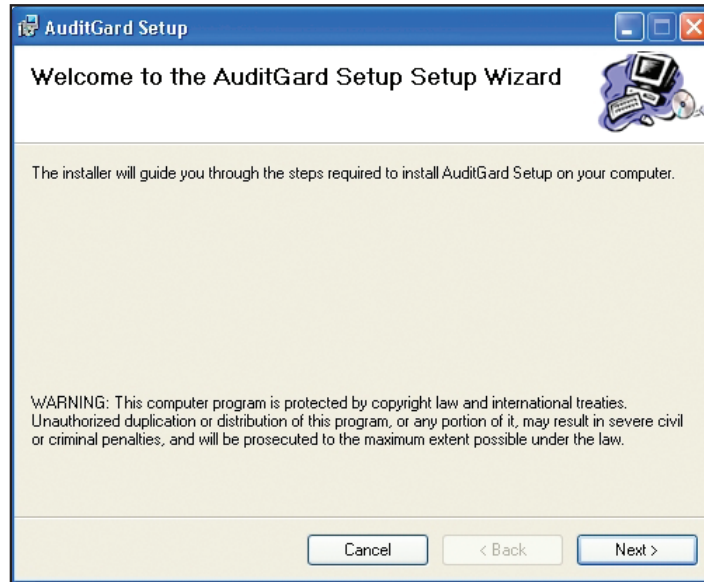 AuditGard Setup
Welcome to the AuditGard Setup Setup Wizard
The installer will guide you through the steps required to install AuditGard Setup on your computer.
WARNING: This computer program is protected by copyright law and international treaties.
Unauthorized duplication or distribution of this program, or any portion of it, may result in severe civil
or criminal penalties, and will be prosecuted to the maximum extent possible under the law.
Cancel < Back Next >